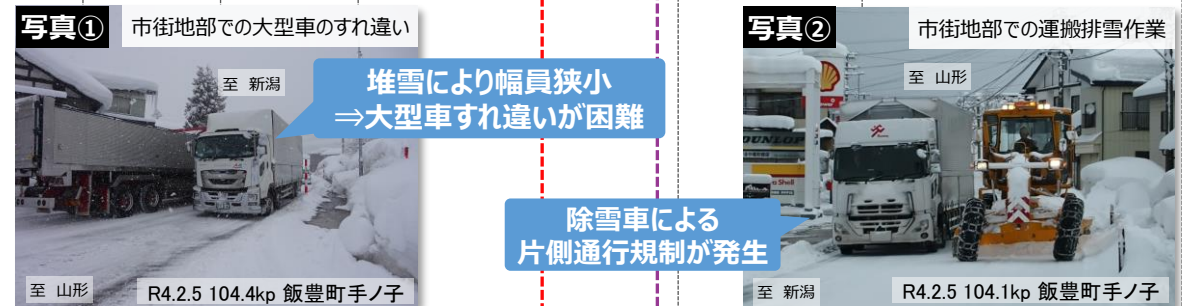 写真①
市街地部での大型車のすれ違い
至 新潟
堆雪により幅員狭小
⇒大型車すれ違いが困難
至 山形
R4.2.5 104.4kp 飯豊町手ノ子
写真②
市街地部での運搬排雪作業
至 山形
DUNLOP
Shell
除雪車による
片側通行規制が発生
至 新潟
R4.2.5 104.1kp 飯豊町手ノ子